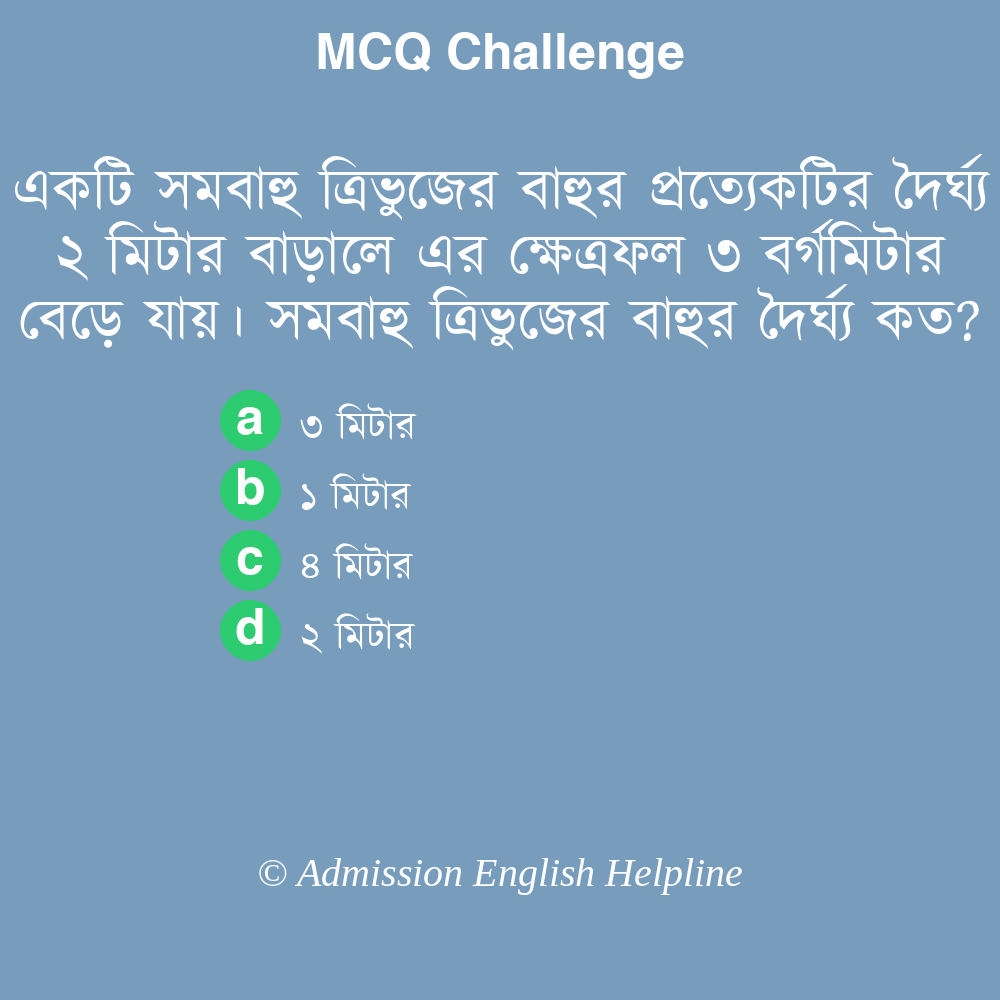 MCQ Challenge
একটি সমবাহু ত্রিভুজের বাহুর প্রত্যেকটির দৈর্ঘ্য
২ মিটার বাড়ালে এর ক্ষেত্রফল ৩ বর্গমিটার
বেড়ে যায়। সমবাহু ত্রিভুজের বাহুর দৈর্ঘ্য কত?
a ৩ মিটার
b ১ মিটার
c ৪ মিটার
d ২ মিটার
© Admission English Helpline